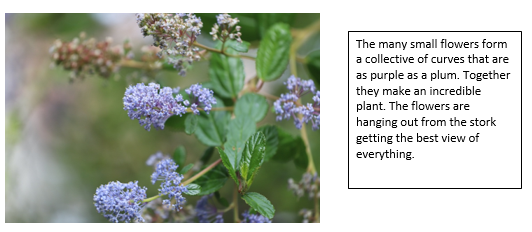 The many small flowers form
a collective of curves that are
as purple as a plum. Together
they make an incredible
plant. The flowers are
hanging out from the stork
getting the best view of
everything.